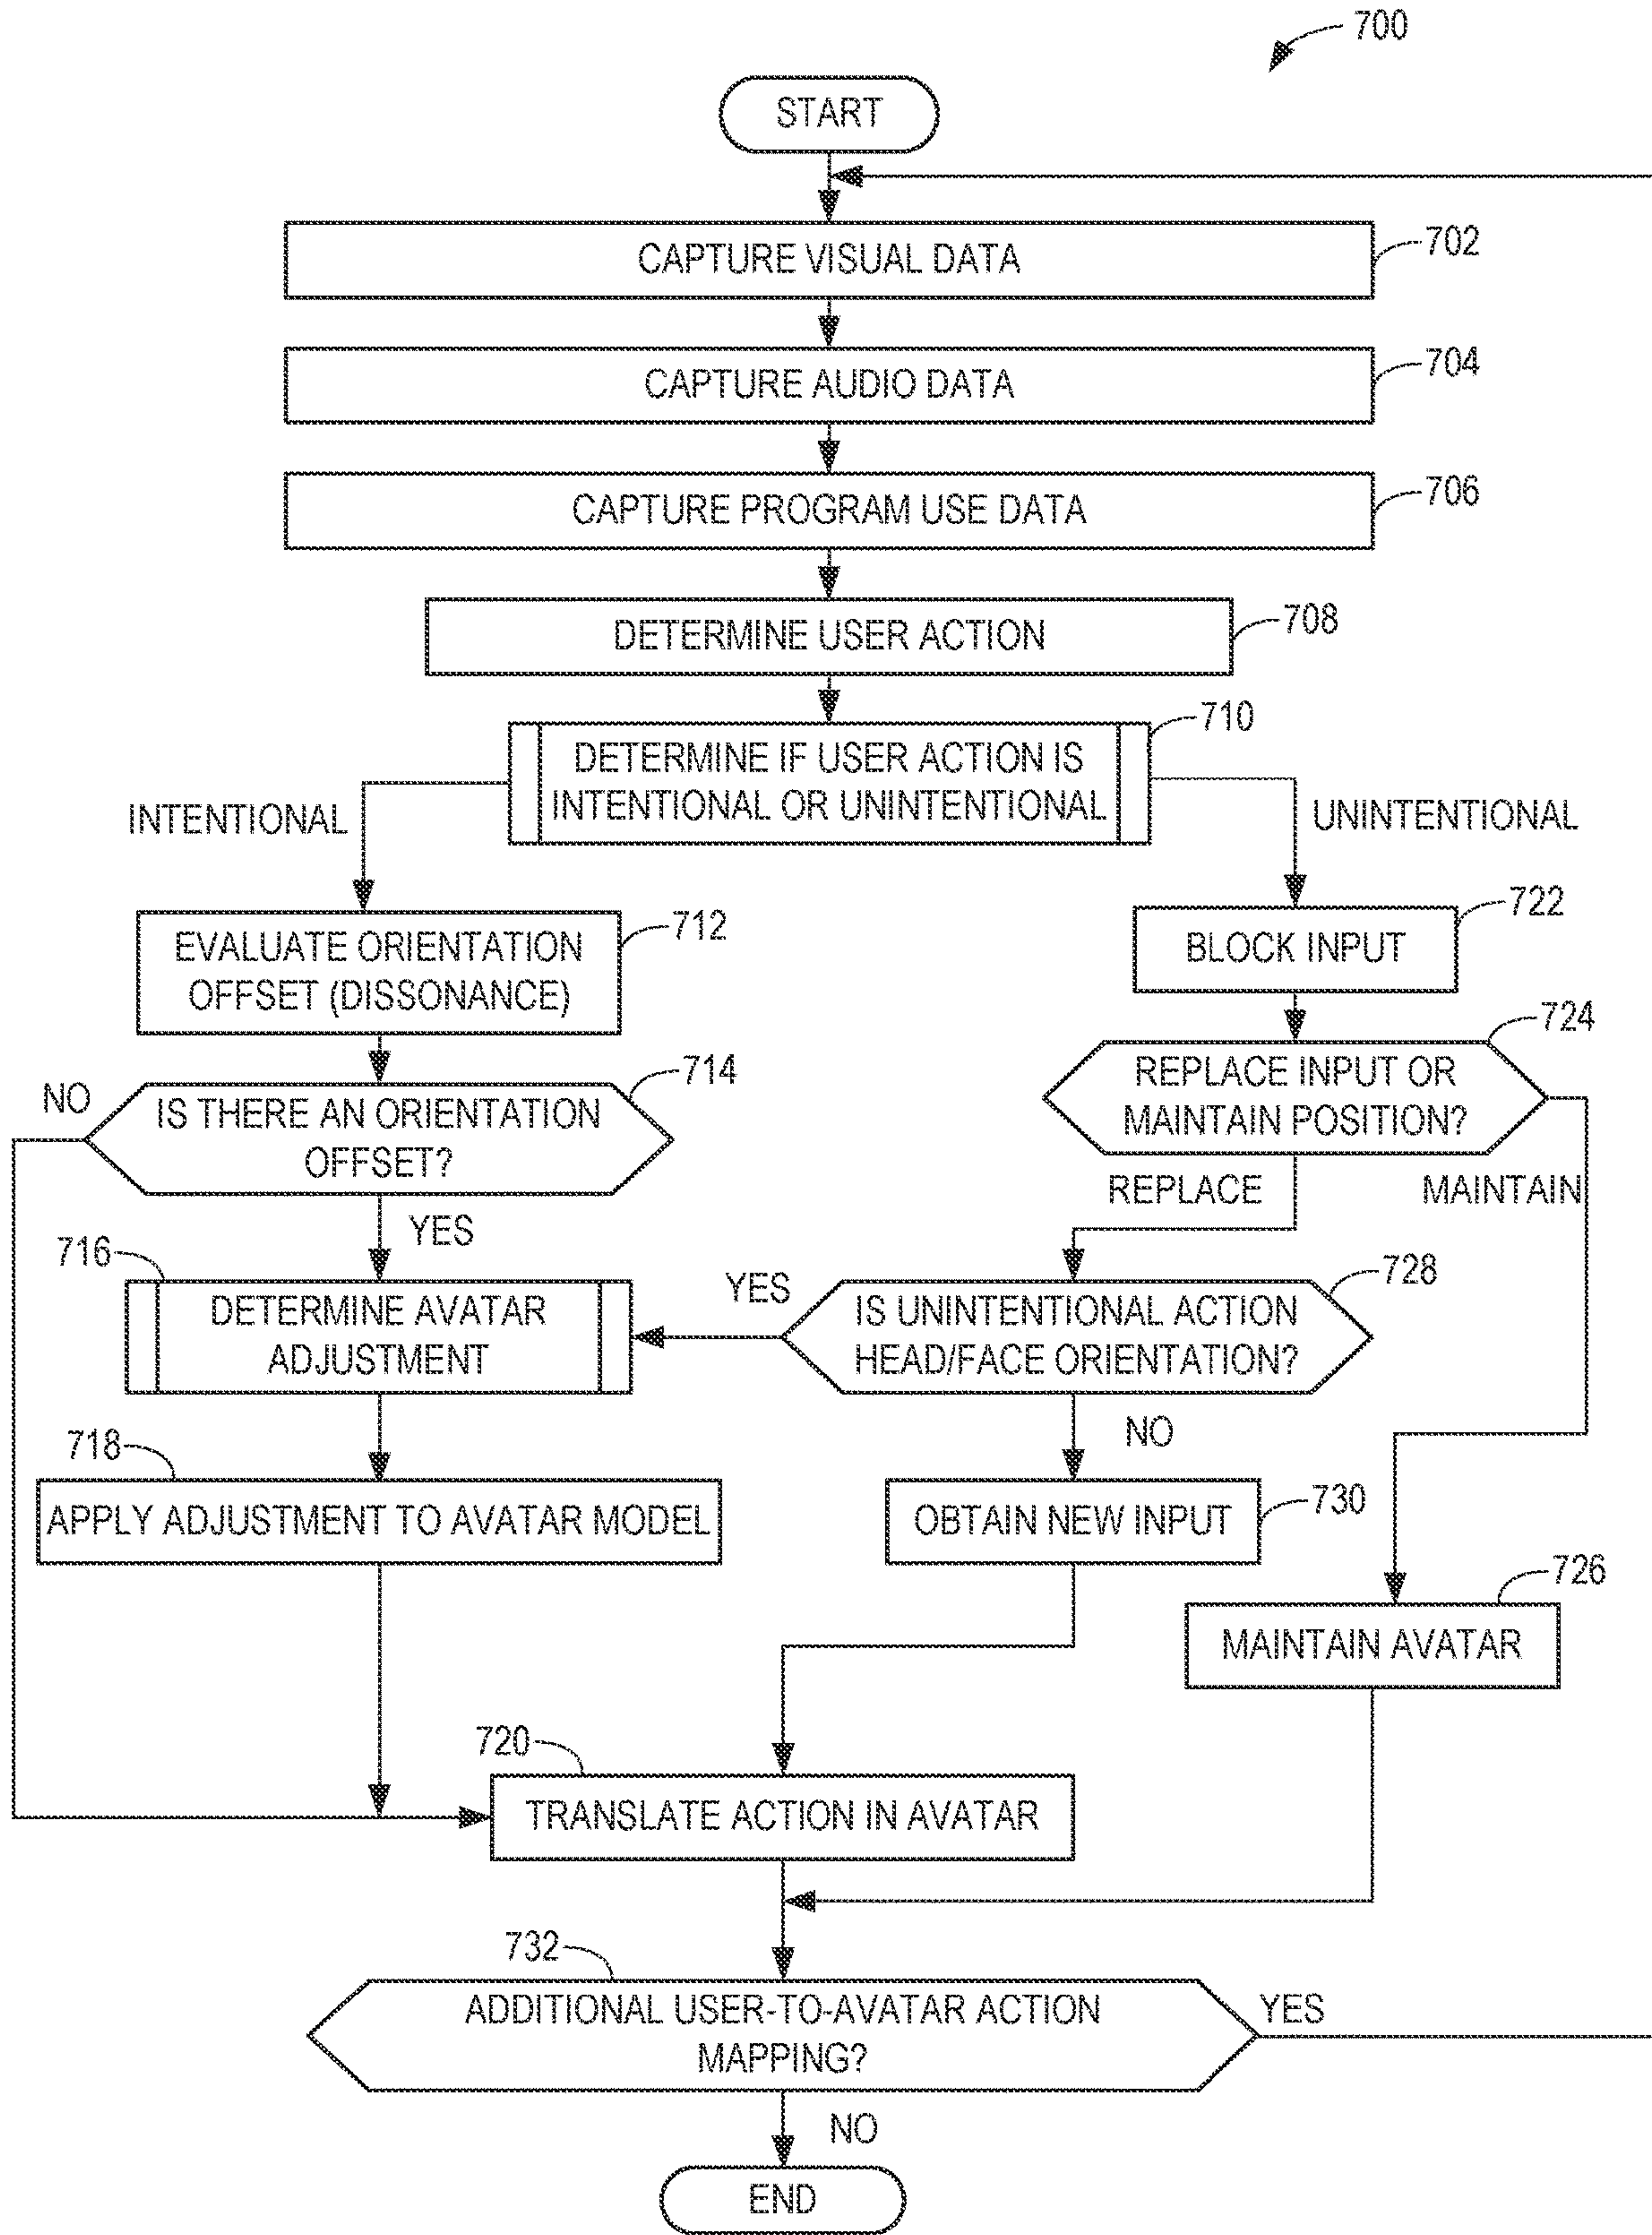 700
START
CAPTURE VISUAL DATA
702
CAPTURE AUDIO DATA
704
CAPTURE PROGRAM USE DATA
706
DETERMINE USER ACTION
708
DETERMINE IF USER ACTION IS
INTENTIONAL OR UNINTENTIONAL
710
INTENTIONAL
UNINTENTIONAL
EVALUATE ORIENTATION
OFFSET (DISSONANCE)
712
BLOCK INPUT
722
NO
IS THERE AN ORIENTATION
OFFSET?
714
REPLACE INPUT OR
MAINTAIN POSITION?
724
YES
REPLACE
MAINTAIN
716
DETERMINE AVATAR
ADJUSTMENT
YES
IS UNINTENTIONAL ACTION
HEAD/FACE ORIENTATION?
728
NO
718
APPLY ADJUSTMENT TO AVATAR MODEL
OBTAIN NEW INPUT
730
726
MAINTAIN AVATAR
720
TRANSLATE ACTION IN AVATAR
732
ADDITIONAL USER-TO-AVATAR ACTION
MAPPING?
YES
NO
END